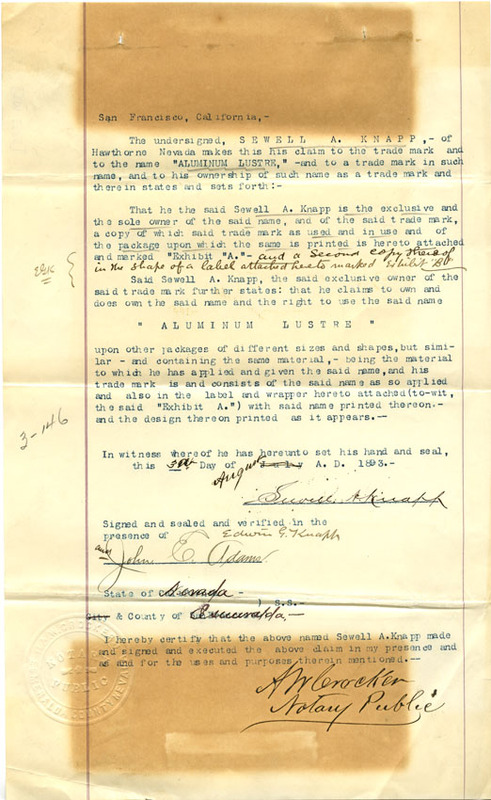 San Francisco, California,-
The undersigned, S E W E L L  A. K N A P P ,- of
Hawthorne Nevada makes this his claim to the trade mark and
to the name "ALUMINUM LUSTRE," -and to a trade mark in such
name, and to his ownership of such name as a trade mark and
therein states and sets forth:-
That he the said Sewell A. Knapp is the exclusive and
the sole owner of the said name, and of the said trade mark,
a copy of which said trade mark as used and in use and of
the package upon which the same is printed is hereto attached
and marked "Exhibit "A."- and a Second copy thereof
in the shape of a label attached hereto marked Exhibit "B"
Said Sewell A. Knapp, the said exclusive owner of the
said trade mark further states: that he claims to own and
does own the said name and the right to use the said name
" A L U M I N U M  L U S T R E "
upon other packages of different sizes and shapes, but simi-
lar - and containing the same material,- being the material
to which he has applied and given the said name, and his
trade mark is and consists of the said name as so applied
and also in the label and wrapper hereto attached(to-wit,
the said "Exhibit A.") with said name printed thereon.-
and the design thereon printed as it appears.--
3-146
In witness whereof he has hereunto set his hand and seal,
this 3rd Day of July A. D. 1893.-
August
Sewell A Knapp
Signed and sealed and verified in the
presence of Edwin G. Knapp
and John E. Adams
State of Nevada
) S.S.
City & County of Esmeralda,
I hereby certify that the above named Sewell A.Knapp made
and signed and executed the above claim in my presence and
as and for the uses and purposes therein mentioned.--
A W Crocker
Notary Public
NOTARY
PUBLIC